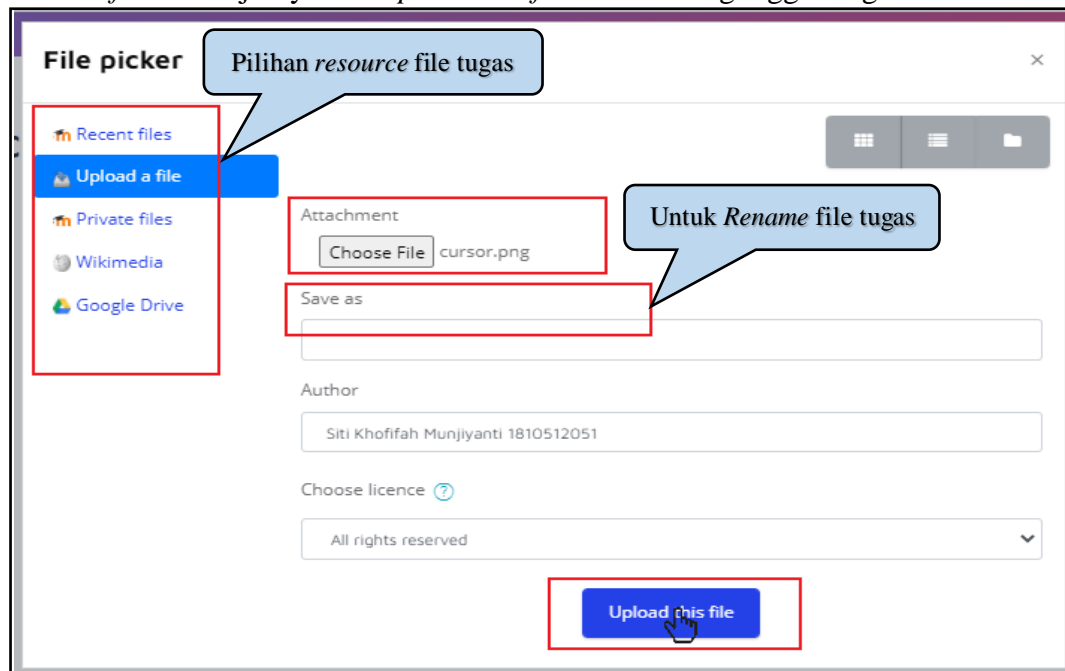 File picker
Pilihan resource file tugas
×
Recent files
Upload a file
Private files
Wikimedia
Google Drive
Attachment
Choose File cursor.png
Untuk Rename file tugas
Save as
Author
Siti Khofifah Munjiyanti 1810512051
Choose licence ?
All rights reserved
Upload this file